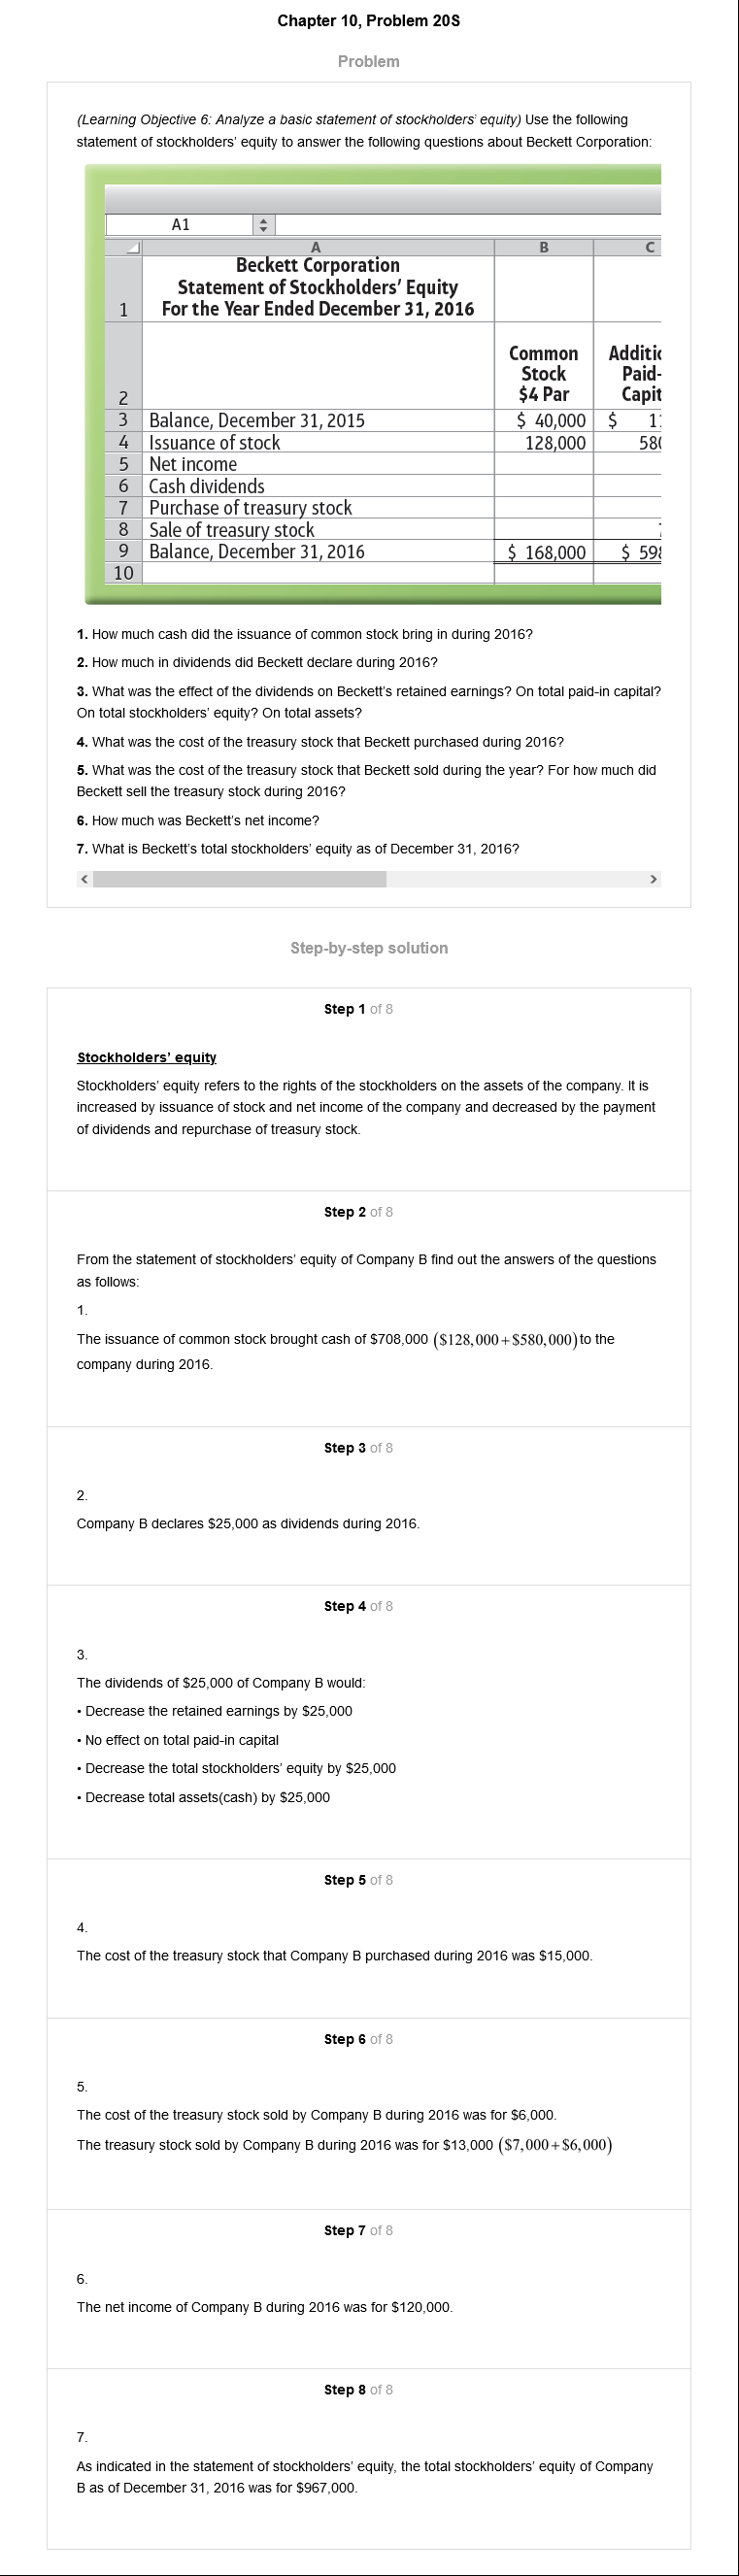 Chapter 10, Problem 20S
Problem
(Learning Objective 6: Analyze a basic statement of stockholders' equity) Use the following
statement of stockholders' equity to answer the following questions about Beckett Corporation:
A1
A B C
Beckett Corporation
Statement of Stockholders' Equity
1 For the Year Ended December 31, 2016
Common
Stock Paid-
2 $4 Par
3 Balance, December 31, 2015 $ 40,000 $
4 Issuance of stock 128,000
5 Net income
6 Cash dividends
7 Purchase of treasury stock
8 Sale of treasury stock
9 Balance, December 31, 2016 $ 168,000 $
10
1. How much cash did the issuance of common stock bring in during 2016?
2. How much in dividends did Beckett declare during 2016?
3. What was the effect of the dividends on Beckett's retained earnings? On total paid-in capital?
On total stockholders' equity? On total assets?
4. What was the cost of the treasury stock that Beckett purchased during 2016?
5. What was the cost of the treasury stock that Beckett sold during the year? For how much did
Beckett sell the treasury stock during 2016?
6. How much was Beckett's net income?
7. What is Beckett's total stockholders' equity as of December 31, 2016?
Step-by-step solution
Step 1 of 8
Stockholders' equity
Stockholders' equity refers to the rights of the stockholders on the assets of the company. It is
increased by issuance of stock and net income of the company and decreased by the payment
of dividends and repurchase of treasury stock.
Step 2 of 8
From the statement of stockholders' equity of Company B find out the answers of the questions
as follows:
1.
The issuance of common stock brought cash of $708,000 ($128,000+$580,000) to the
company during 2016.
Step 3 of 8
2.
Company B declares $25,000 as dividends during 2016.
Step 4 of 8
3.
The dividends of $25,000 of Company B would:
• Decrease the retained earnings by $25,000
• No effect on total paid-in capital
• Decrease the total stockholders' equity by $25,000
• Decrease total assets(cash) by $25,000
Step 5 of 8
4.
The cost of the treasury stock that Company B purchased during 2016 was $15,000.
Step 6 of 8
5.
The cost of the treasury stock sold by Company B during 2016 was for $6,000.
The treasury stock sold by Company B during 2016 was for $13,000 ($7,000+$6,000)
Step 7 of 8
6.
The net income of Company B during 2016 was for $120,000.
Step 8 of 8
7.
As indicated in the statement of stockholders' equity, the total stockholders' equity of Company
B as of December 31, 2016 was for $967,000.